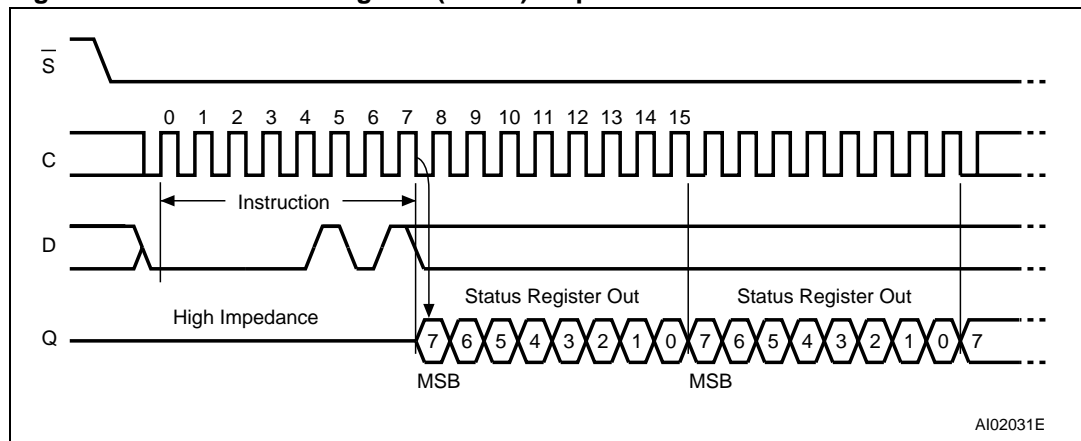 S
0 1 2 3 4 5 6 7 8 9 10 11 12 13 14 15
C
Instruction
D
Status Register Out Status Register Out
High Impedance
Q 7 6 5 4 3 2 1 0 7 6 5 4 3 2 1 0 7
MSB MSB
AI02031E